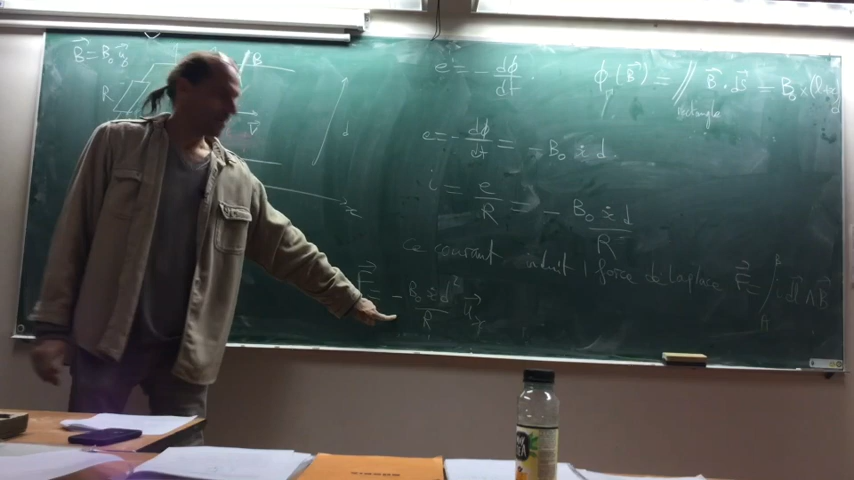 B⃗ = B₀ u⃗z
B
R
V⃗
d
x
e = - dϕ/dt
ϕ(B⃗) = ∬ B⃗.dS⃗ = B₀ × (l
rectangle
d
e = - dϕ/dt = - B₀ ẋ d
i = e/R = - B₀ ẋ d / R
ce courant induit 1 force de Laplace F⃗ = ∫ i dl⃗ ∧ B⃗
B
A
F⃗ = - B₀ ẋ d² / R u⃗x